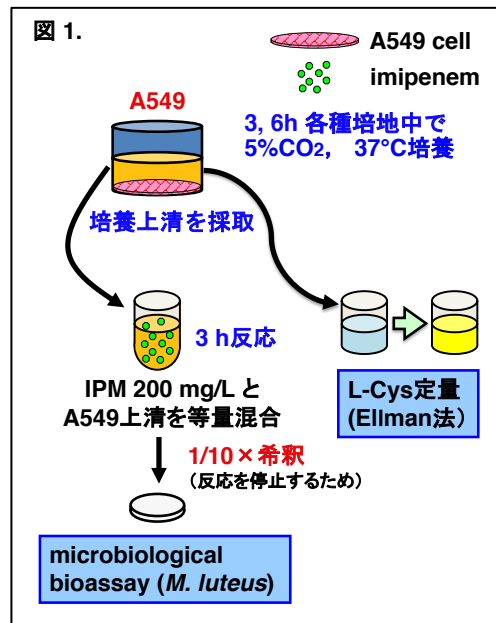 図 1.
A549 cell
imipenem
A549
3, 6h 各種培地中で
5%CO2， 37°C培養
培養上清を採取
3 h反応
IPM 200 mg/L と
A549上清を等量混合
L-Cys定量
(Ellman法）
1/10×希釈
（反応を停止するため）
microbiological
bioassay (M. luteus)